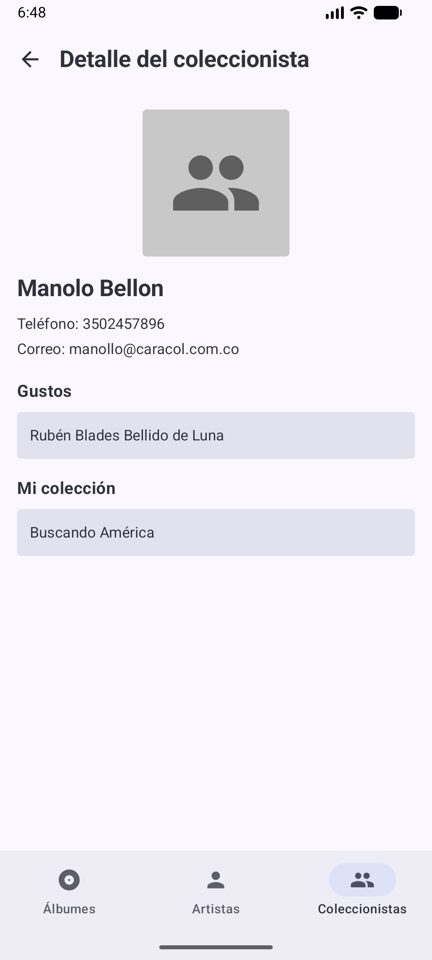 6:48
Detalle del coleccionista
Manolo Bellon
Teléfono: 3502457896
Correo: manollo@caracol.com.co
Gustos
Rubén Blades Bellido de Luna
Mi colección
Buscando América
Álbumes
Artistas
Coleccionistas